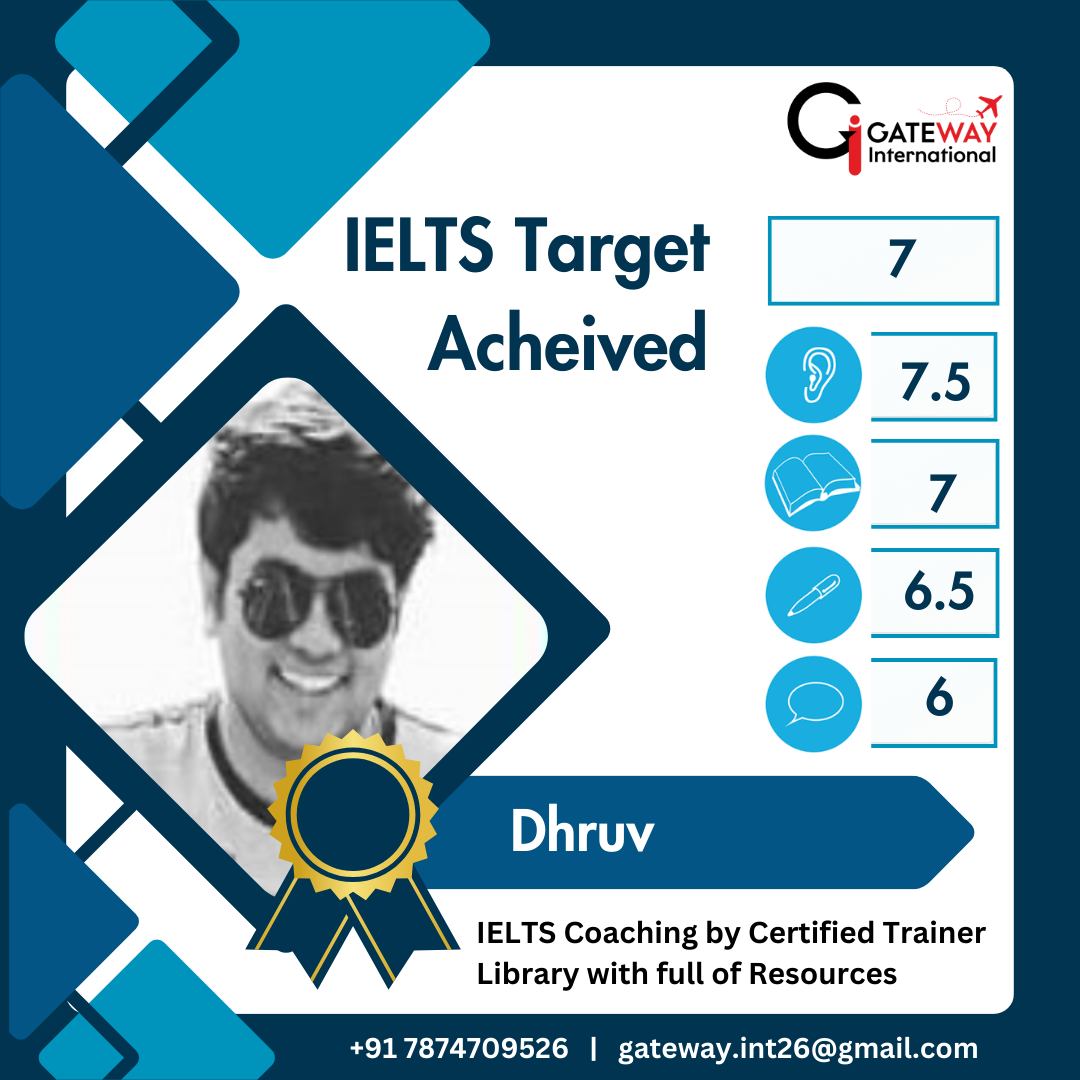 GATEWAY
International
IELTS Target
Acheived
7
7.5
7
6.5
6
Dhruv
IELTS Coaching by Certified Trainer
Library with full of Resources
+91 7874709526 | gateway.int26@gmail.com